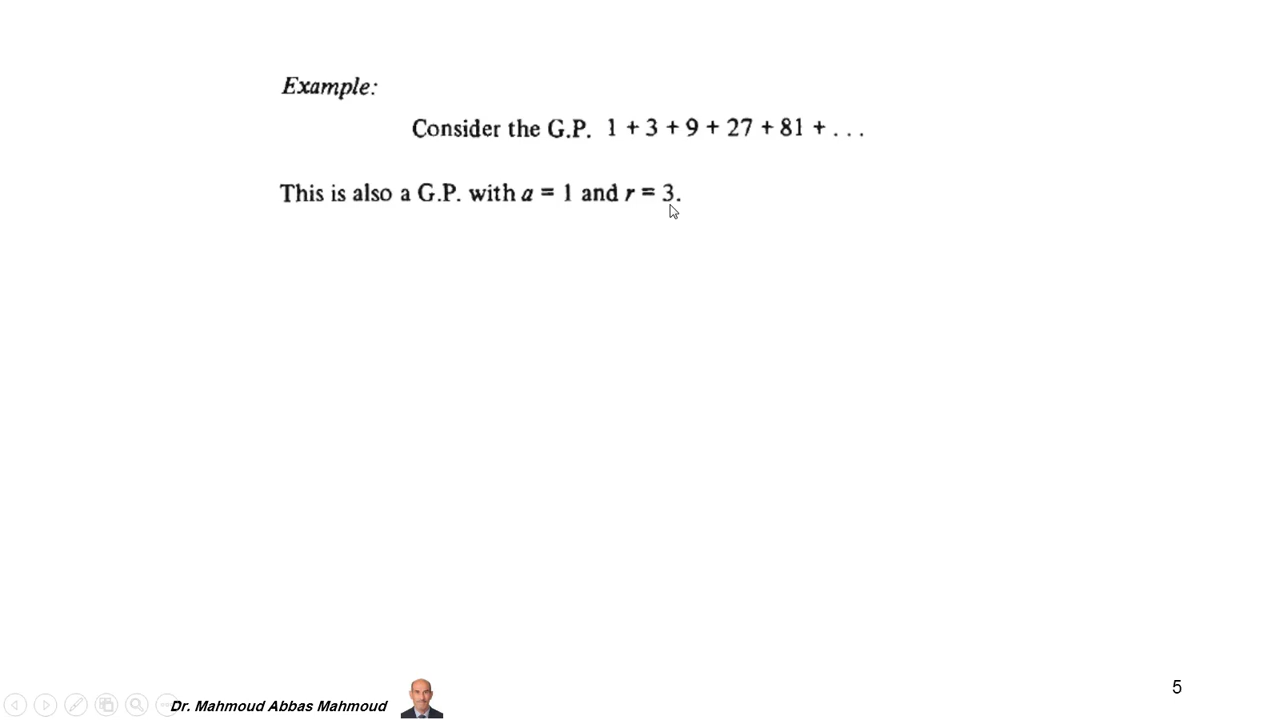 Example:
Consider the G.P. 1 + 3 + 9 + 27 + 81 + . . .
This is also a G.P. with a = 1 and r = 3.
5
Dr. Mahmoud Abbas Mahmoud